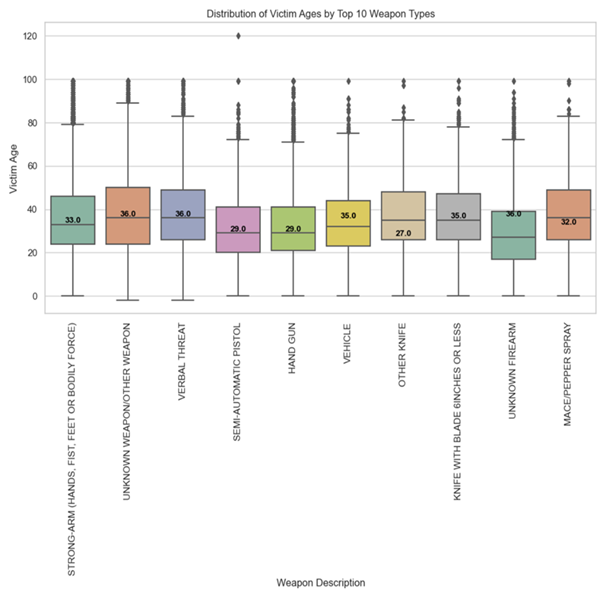 Distribution of Victim Ages by Top 10 Weapon Types
Victim Age
120
100
80
60
40
20
0
33.0
36.0
36.0
29.0
29.0
35.0
27.0
35.0
36.0
32.0
STRONG-ARM (HANDS, FIST, FEET OR BODILY FORCE)
UNKNOWN WEAPON/OTHER WEAPON
VERBAL THREAT
SEMI-AUTOMATIC PISTOL
HAND GUN
VEHICLE
OTHER KNIFE
KNIFE WITH BLADE 6INCHES OR LESS
UNKNOWN FIREARM
MACE/PEPPER SPRAY
Weapon Description